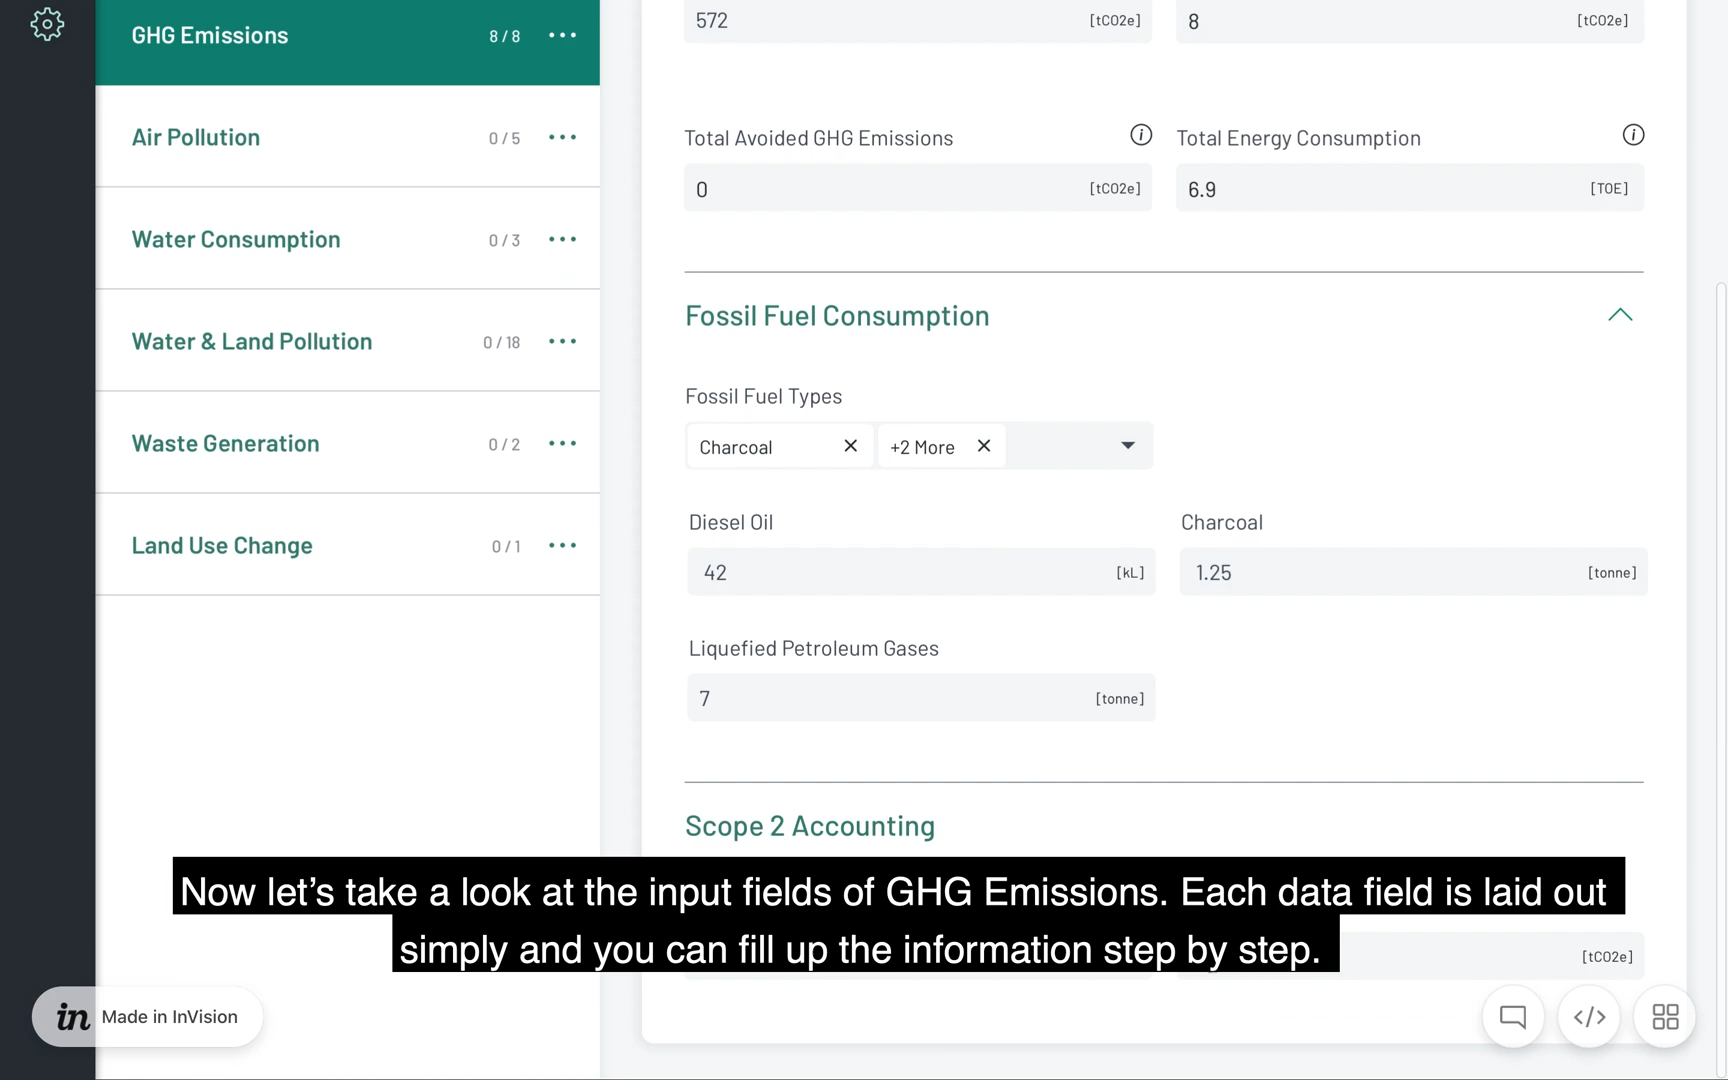 GHG Emissions 8 / 8
Air Pollution 0 / 5
Water Consumption 0 / 3
Water & Land Pollution 0 / 18
Waste Generation 0 / 2
Land Use Change 0 / 1
572 [tCO2e] 8 [tCO2e]
Total Avoided GHG Emissions Total Energy Consumption
0 [tCO2e] 6.9 [TOE]
Fossil Fuel Consumption
Fossil Fuel Types
Charcoal +2 More
Diesel Oil Charcoal
42 [kL] 1.25 [tonne]
Liquefied Petroleum Gases
7 [tonne]
Scope 2 Accounting
Now let’s take a look at the input fields of GHG Emissions. Each data field is laid out
simply and you can fill up the information step by step.
[tCO2e]
in Made in InVision